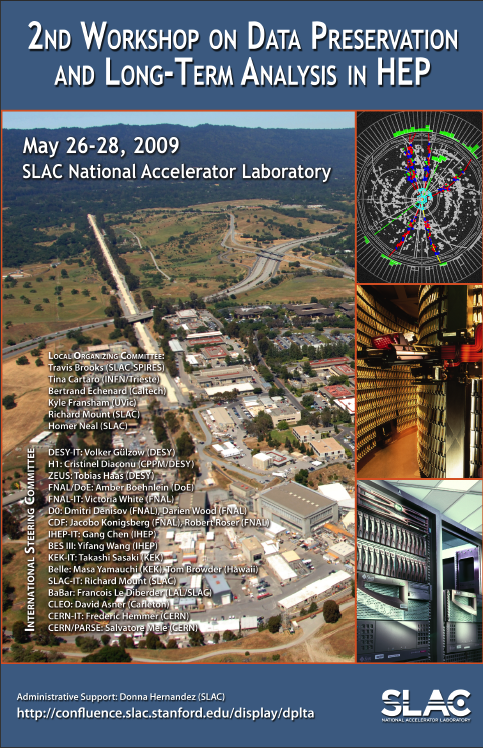 2nd Workshop on Data Preservation
and Long-Term Analysis in HEP
May 26-28, 2009
SLAC National Accelerator Laboratory
Local Organizing Committee:
Travis Brooks (SLAC-SPIRES)
Tina Cartaro (INFN/Trieste)
Bertrand Echenard (Caltech)
Kyle Fransham (UVic)
Richard Mount (SLAC)
Homer Neal (SLAC)
International Steering Committee
DESY-IT: Volker Gülzow (DESY)
H1: Cristinel Diaconu (CPPM/DESY)
ZEUS: Tobias Haas (DESY)
FNAL/DoE: Amber Boehnlein (DoE)
FNAL-IT: Victoria White (FNAL)
D0: Dmitri Denisov (FNAL), Darien Wood (FNAL)
CDF: Jacobo Konigsberg (FNAL), Robert Roser (FNAL)
IHEP-IT: Gang Chen (IHEP)
BES III: Yifang Wang (IHEP)
KEK-IT: Takashi Sasaki (KEK)
Belle: Masa Yamauchi (KEK), Tom Browder (Hawaii)
SLAC-IT: Richard Mount (SLAC)
BaBar: Francois Le Diberder (LAL/SLAC)
CLEO: David Asner (Carleton)
CERN-IT: Frederic Hemmer (CERN)
CERN/PARSE: Salvatore Mele (CERN)
Administrative Support: Donna Hernandez (SLAC)
http://confluence.slac.stanford.edu/display/dplta
SLAC
NATIONAL ACCELERATOR LABORATORY